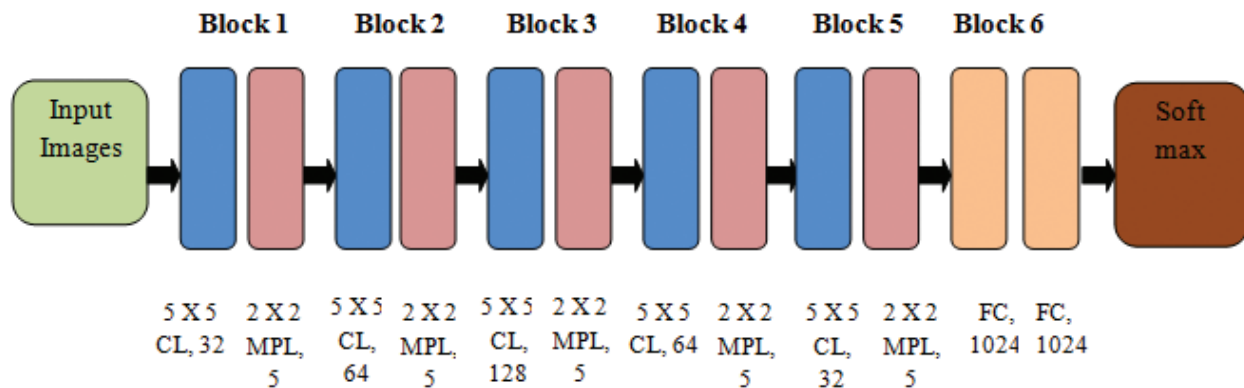 Block 1 Block 2 Block 3 Block 4 Block 5 Block 6
Input
Images
Soft
max
5 X 5
CL, 32
2 X 2
MPL,
5
5 X 5
CL,
64
2 X 2
MPL,
5
5 X 5
CL,
128
2 X 2
MPL,
5
5 X 5
CL, 64
2 X 2
MPL,
5
5 X 5
CL,
32
2 X 2
MPL,
5
FC,
1024
FC,
1024